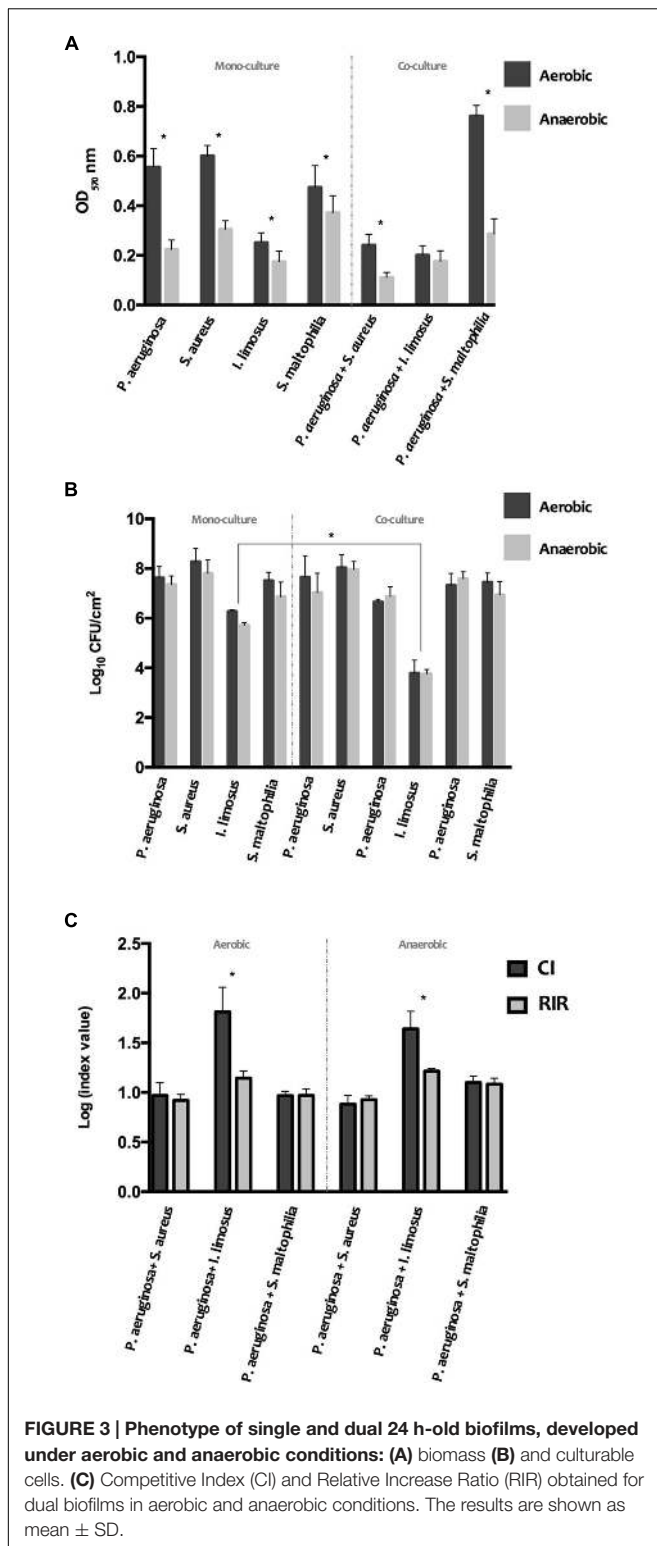 A
Mono-culture
Co-culture
Aerobic
Anaerobic
OD570 nm
1.0
0.8
0.6
0.4
0.2
0.0
*
*
*
*
*
*
P. aeruginosa
S. aureus
I. limosus
S. maltophilia
P. aeruginosa + S. aureus
P. aeruginosa + I. limosus
P. aeruginosa + S. maltophilia
B
Mono-culture
Co-culture
Aerobic
Anaerobic
Log10 CFU/cm2
10
8
6
4
2
0
*
P. aeruginosa
S. aureus
I. limosus
S. maltophilia
P. aeruginosa
S. aureus
P. aeruginosa
I. limosus
P. aeruginosa
S. maltophilia
C
Aerobic
Anaerobic
CI
RIR
Log (index value)
2.5
2.0
1.5
1.0
0.5
0.0
*
*
P. aeruginosa+ S. aureus
P. aeruginosa+ I. limosus
P. aeruginosa + S. maltophilia
P. aeruginosa + S. aureus
P. aeruginosa + I. limosus
P. aeruginosa + S. maltophilia
FIGURE 3 | Phenotype of single and dual 24 h-old biofilms, developed
under aerobic and anaerobic conditions: (A) biomass (B) and culturable
cells. (C) Competitive Index (CI) and Relative Increase Ratio (RIR) obtained for
dual biofilms in aerobic and anaerobic conditions. The results are shown as
mean ± SD.